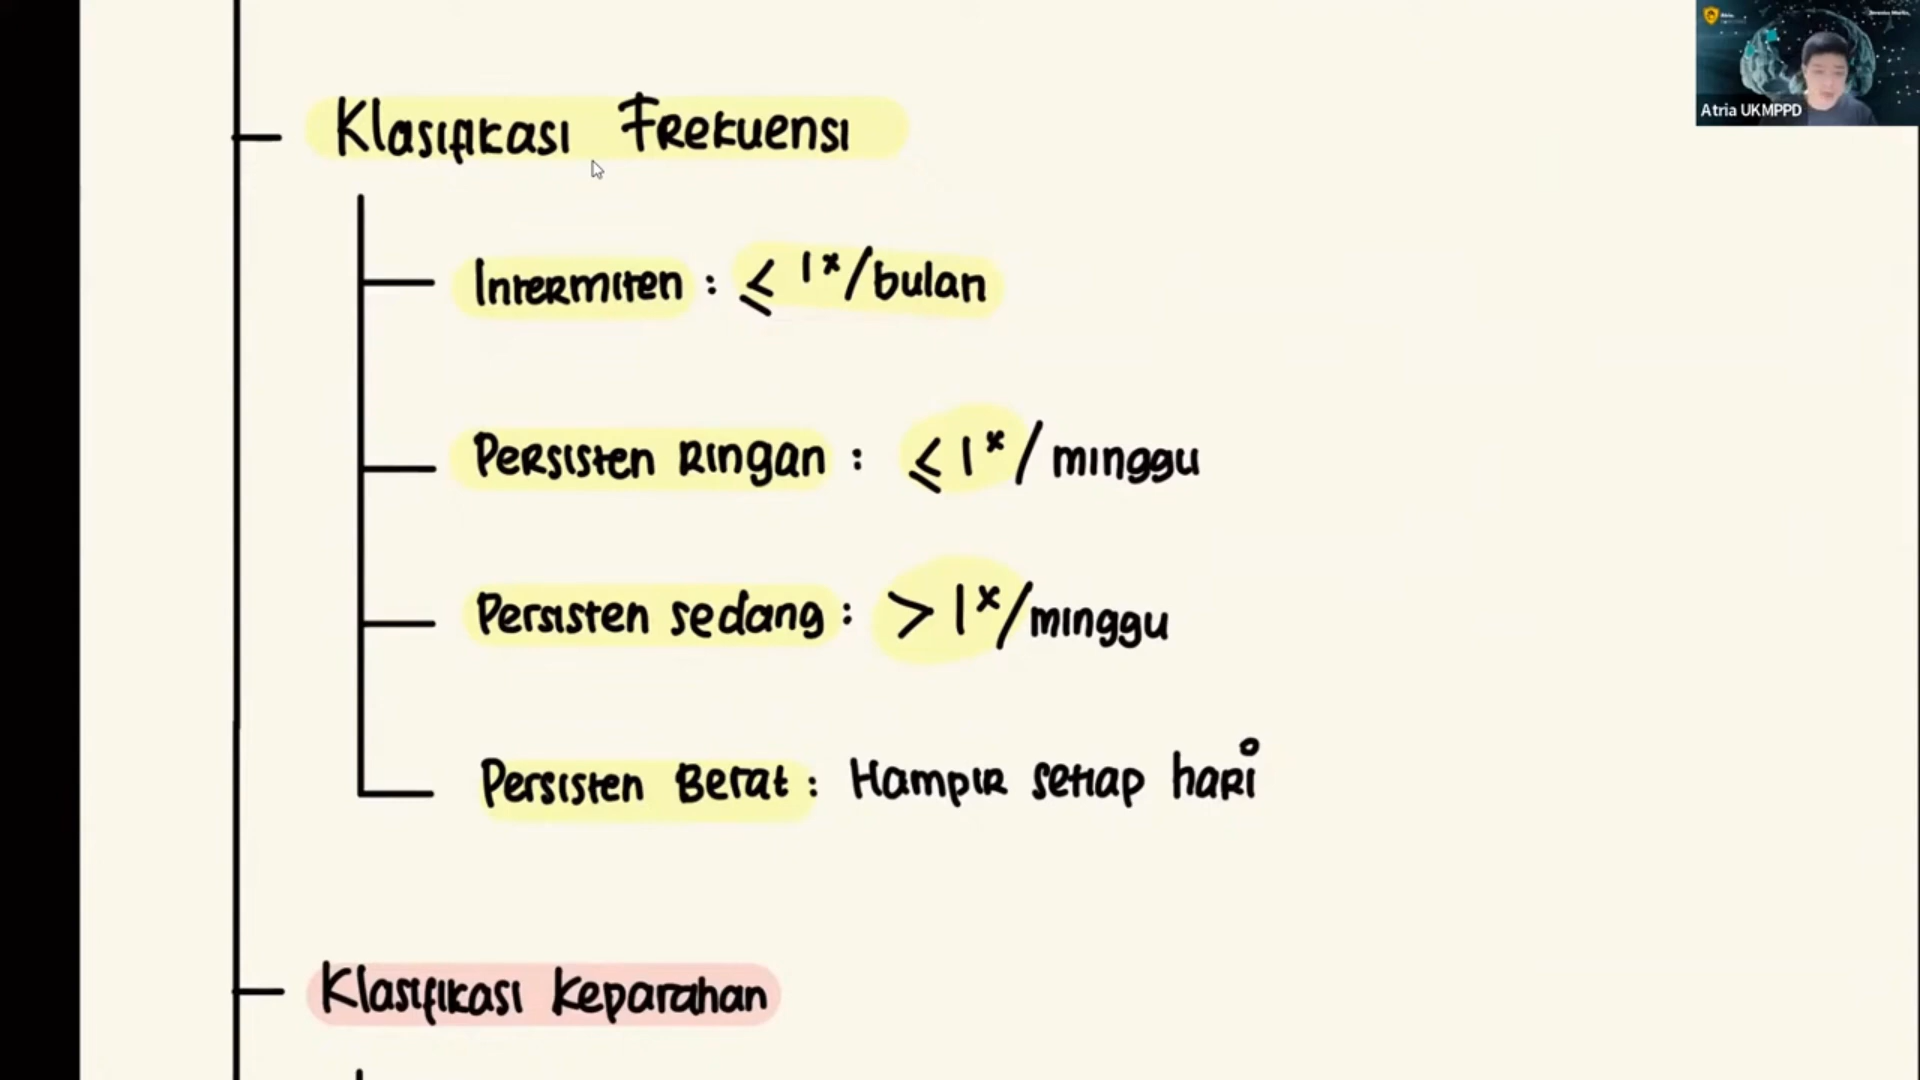 Atria UKMPPD
Klasifikasi Frekuensi
Intermiten : ≤ 1x/bulan
Persisten Ringan : ≤ 1x/ minggu
Persisten sedang : > 1x/minggu
Persisten Berat : Hampir setiap hari
Klasifikasi Keparahan